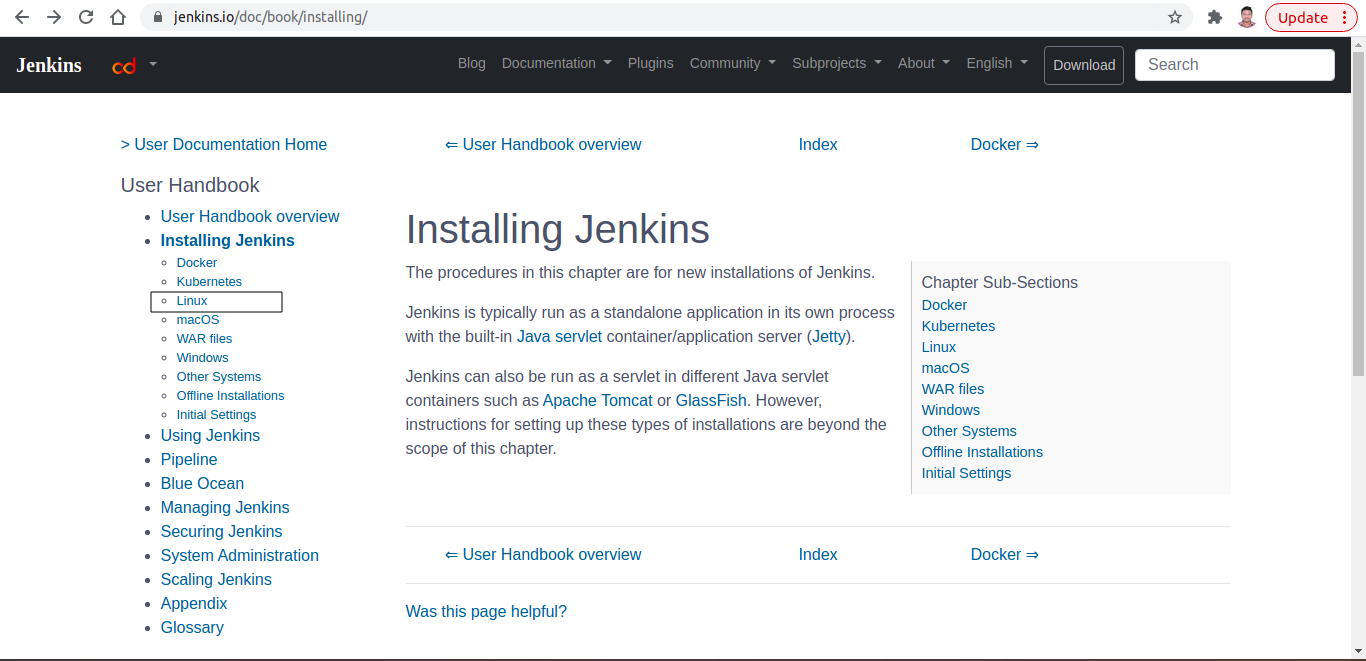 jenkins.io/doc/book/installing/
Update
Jenkins
cd
Blog Documentation Plugins Community Subprojects About English Download Search
> User Documentation Home
⇐ User Handbook overview Index Docker ⇒
User Handbook
User Handbook overview
Installing Jenkins
Docker
Kubernetes
Linux
macOS
WAR files
Windows
Other Systems
Offline Installations
Initial Settings
Using Jenkins
Pipeline
Blue Ocean
Managing Jenkins
Securing Jenkins
System Administration
Scaling Jenkins
Appendix
Glossary
Installing Jenkins
The procedures in this chapter are for new installations of Jenkins.
Jenkins is typically run as a standalone application in its own process
with the built-in Java servlet container/application server (Jetty).
Jenkins can also be run as a servlet in different Java servlet
containers such as Apache Tomcat or GlassFish. However,
instructions for setting up these types of installations are beyond the
scope of this chapter.
Chapter Sub-Sections
Docker
Kubernetes
Linux
macOS
WAR files
Windows
Other Systems
Offline Installations
Initial Settings
⇐ User Handbook overview Index Docker ⇒
Was this page helpful?